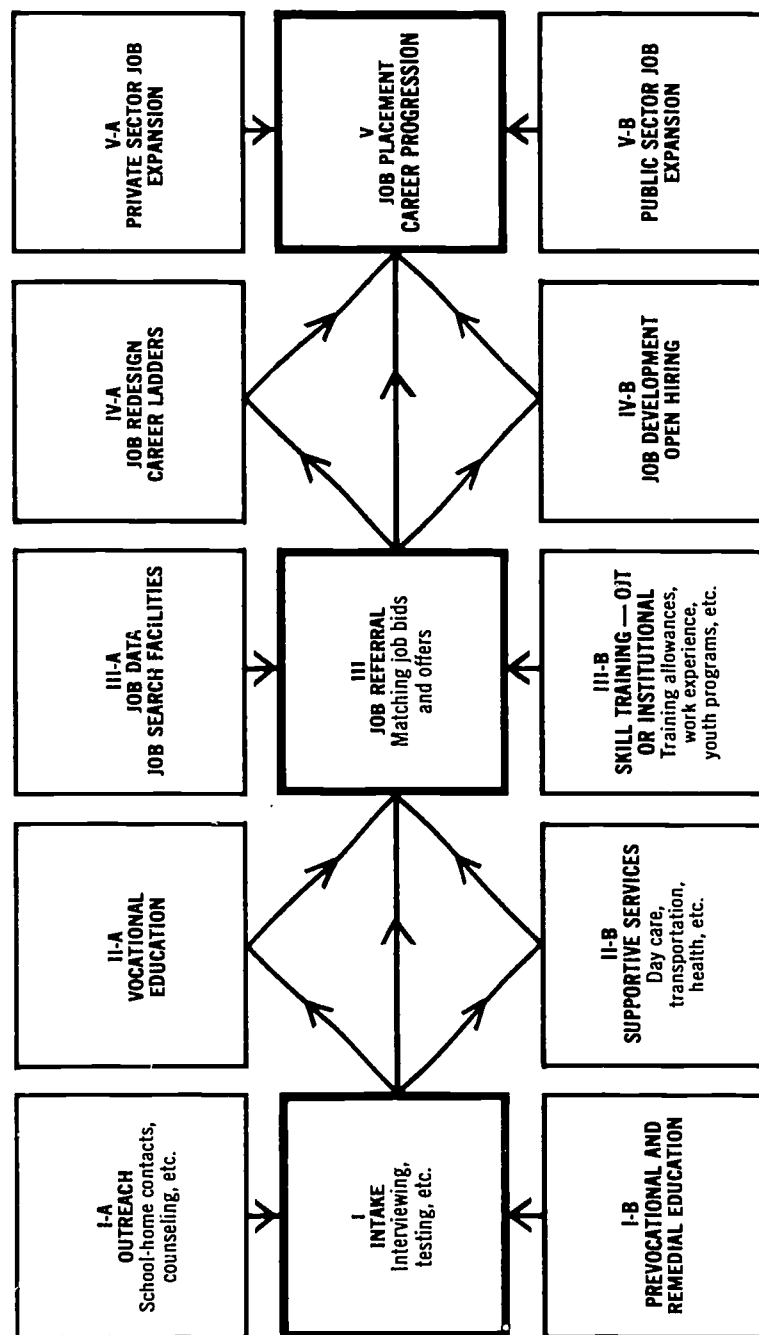 I-A
OUTREACH
School-home contacts,
counseling, etc.
II-A
VOCATIONAL
EDUCATION
III-A
JOB DATA
JOB SEARCH FACILITIES
IV-A
JOB REDESIGN
CAREER LADDERS
V-A
PRIVATE SECTOR JOB
EXPANSION
I
INTAKE
Interviewing,
testing, etc.
III
JOB REFERRAL
Matching job bids
and offers
V
JOB PLACEMENT
CAREER PROGRESSION
I-B
PREVOCATIONAL AND
REMEDIAL EDUCATION
II-B
SUPPORTIVE SERVICES
Day care,
transportation,
health, etc.
III-B
SKILL TRAINING — OJT
OR INSTITUTIONAL
Training allowances,
work experience,
youth programs, etc.
IV-B
JOB DEVELOPMENT
OPEN HIRING
V-B
PUBLIC SECTOR JOB
EXPANSION